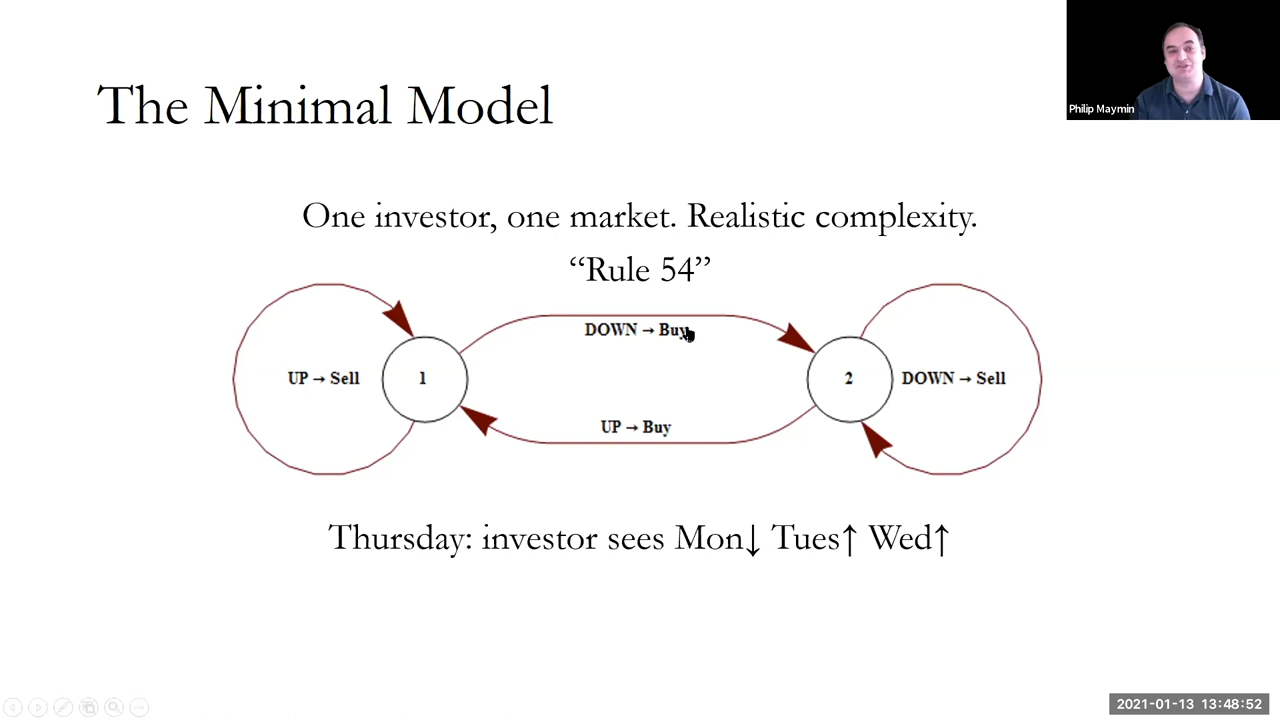 The Minimal Model
Philip Maymin
One investor, one market. Realistic complexity.
“Rule 54”
DOWN → Buy
UP → Sell
1
2
DOWN → Sell
UP → Buy
Thursday: investor sees Mon↓ Tues↑ Wed↑
2021-01-13 13:48:52